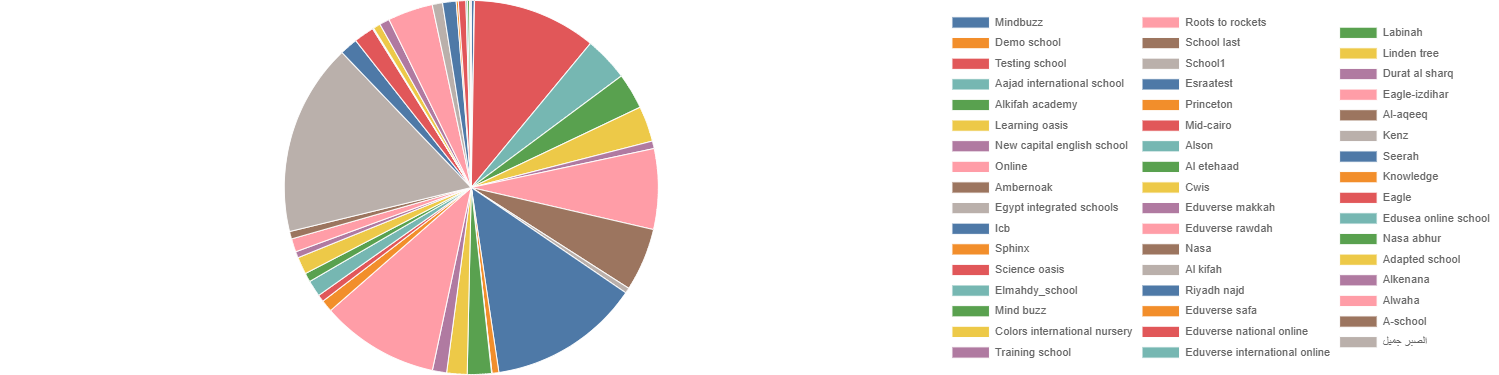 Mindbuzz
Demo school
Testing school
Aajad international school
Alkifah academy
Learning oasis
New capital english school
Online
Ambernoak
Egypt integrated schools
Icb
Sphinx
Science oasis
Elmahdy_school
Mind buzz
Colors international nursery
Training school
Roots to rockets
School last
School1
Esraatest
Princeton
Mid-cairo
Alson
Al etehaad
Cwis
Eduverse makkah
Eduverse rawdah
Nasa
Al kifah
Riyadh najd
Eduverse safa
Eduverse national online
Eduverse international online
Labinah
Linden tree
Durat al sharq
Eagle-izdihar
Al-aqeeq
Kenz
Seerah
Knowledge
Eagle
Edusea online school
Nasa abhur
Adapted school
Alkenana
Alwaha
A-school
الصبر جميل